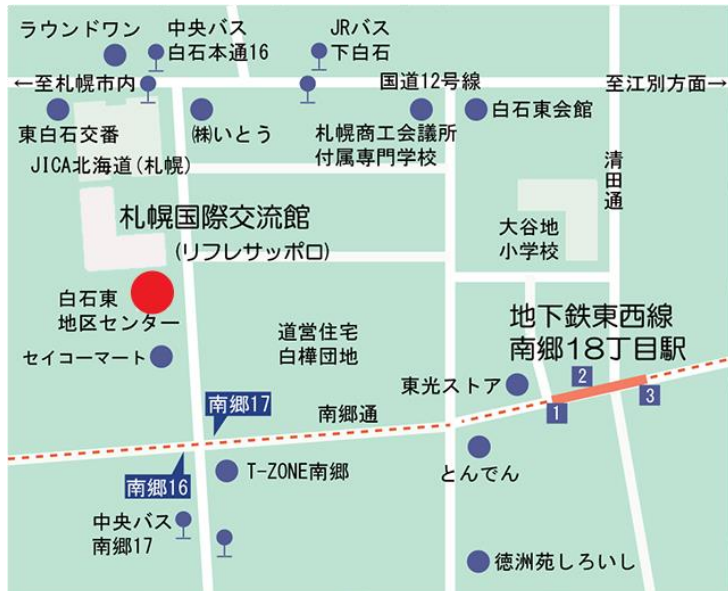 ラウンドワン
中央バス
白石本通16
JRバス
下白石
←至札幌市内
国道12号線
至江別方面→
東白石交番
㈱いとう
札幌商工会議所
付属専門学校
白石東会館
JICA北海道(札幌)
清田通
札幌国際交流館
(リフレサッポロ)
大谷地
小学校
白石東
地区センター
道営住宅
白樺団地
地下鉄東西線
南郷18丁目駅
セイコーマート
東光ストア
2
1
3
南郷17
南郷通
南郷16
T-ZONE南郷
とんでん
中央バス
南郷17
徳洲苑しろいし